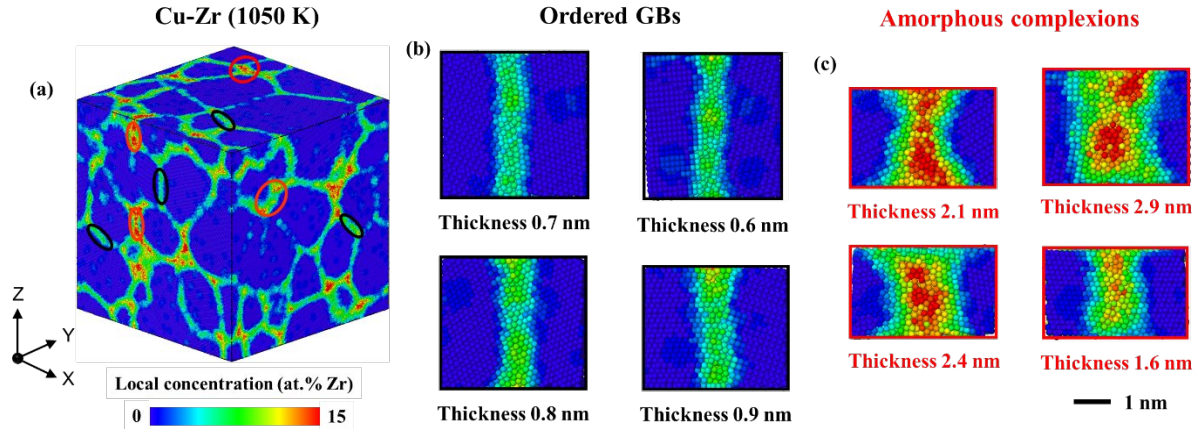 Cu-Zr (1050 K)
Ordered GBs
Amorphous complexions
(a)
(b)
(c)
Thickness 0.7 nm
Thickness 0.6 nm
Thickness 2.1 nm
Thickness 2.9 nm
Thickness 0.8 nm
Thickness 0.9 nm
Thickness 2.4 nm
Thickness 1.6 nm
Z
Y
X
Local concentration (at.% Zr)
0
15
1 nm